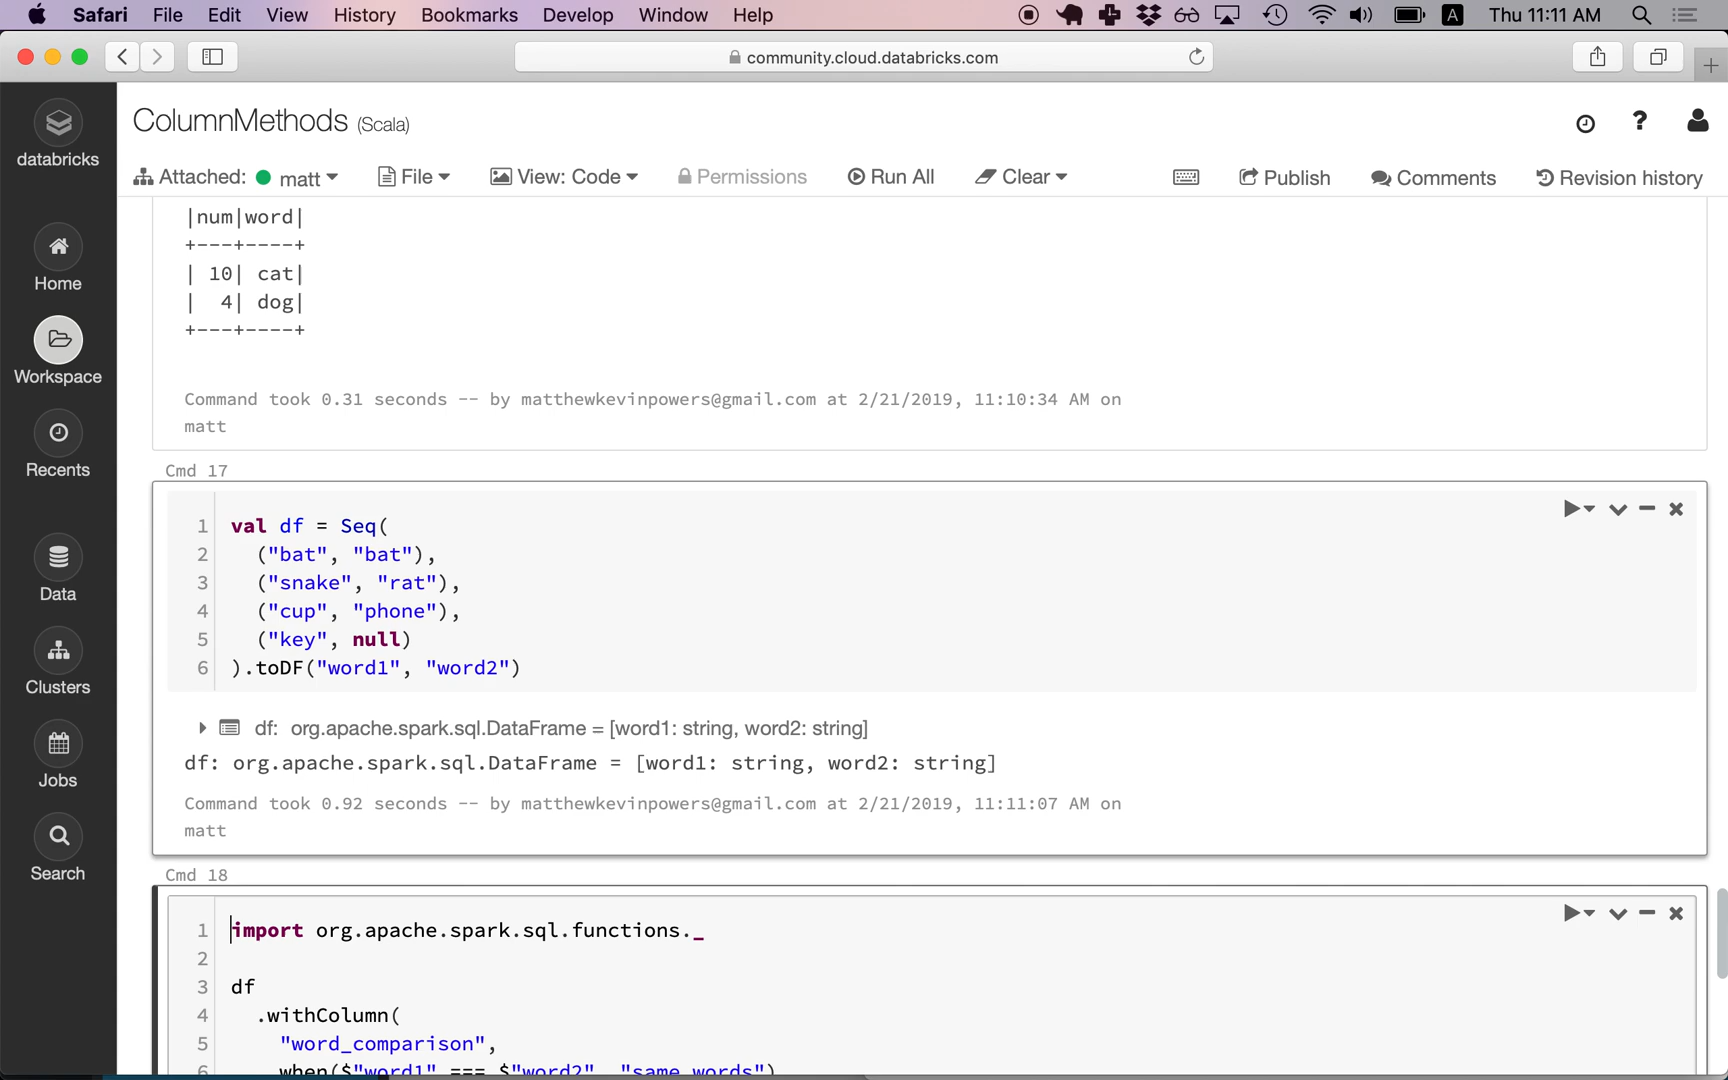 Safari File Edit View History Bookmarks Develop Window Help A Thu 11:11 AM
community.cloud.databricks.com
databricks
Home
Workspace
Recents
Data
Clusters
Jobs
Search
ColumnMethods (Scala)
?
Attached: matt File View: Code Permissions Run All Clear Publish Comments Revision history
|num|word|
+---+----+
| 10| cat|
|  4| dog|
+---+----+
Command took 0.31 seconds -- by matthewkevinpowers@gmail.com at 2/21/2019, 11:10:34 AM on
matt
Cmd 17
1 val df = Seq(
2   ("bat", "bat"),
3   ("snake", "rat"),
4   ("cup", "phone"),
5   ("key", null)
6 ).toDF("word1", "word2")
df: org.apache.spark.sql.DataFrame = [word1: string, word2: string]
df: org.apache.spark.sql.DataFrame = [word1: string, word2: string]
Command took 0.92 seconds -- by matthewkevinpowers@gmail.com at 2/21/2019, 11:11:07 AM on
matt
Cmd 18
1 import org.apache.spark.sql.functions._
2
3 df
4   .withColumn(
5     "word_comparison",
6     when($"word1" === $"word2", "same words")